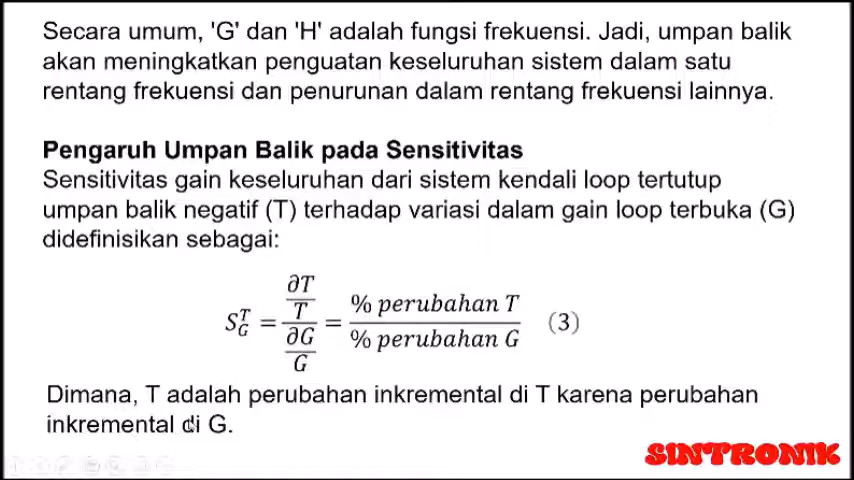 Secara umum, 'G' dan 'H' adalah fungsi frekuensi. Jadi, umpan balik
akan meningkatkan penguatan keseluruhan sistem dalam satu
rentang frekuensi dan penurunan dalam rentang frekuensi lainnya.
Pengaruh Umpan Balik pada Sensitivitas
Sensitivitas gain keseluruhan dari sistem kendali loop tertutup
umpan balik negatif (T) terhadap variasi dalam gain loop terbuka (G)
didefinisikan sebagai:
S_G^T = (∂T/T)/(∂G/G) = (% perubahan T)/(% perubahan G) (3)
Dimana, T adalah perubahan inkremental di T karena perubahan
inkremental di G.
SINTRONIK